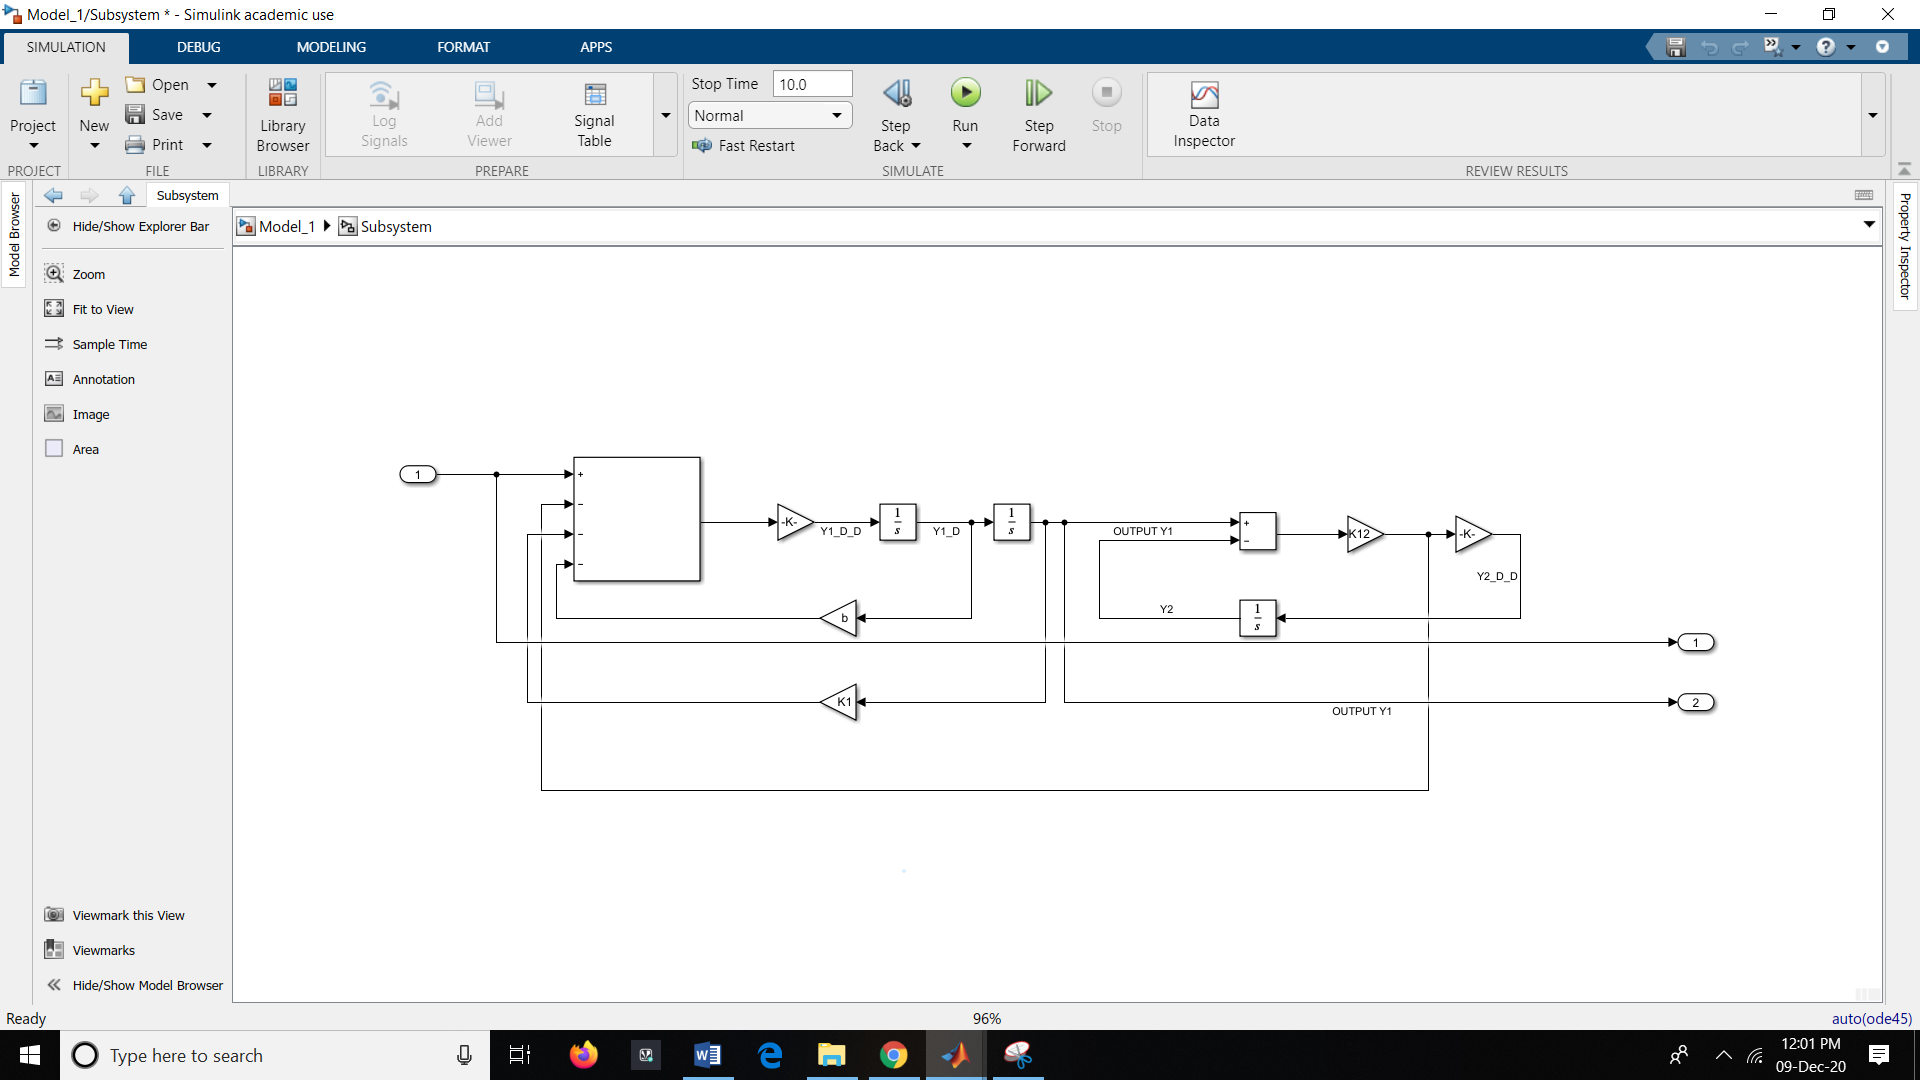 Model_1/Subsystem * - Simulink academic use
SIMULATION DEBUG MODELING FORMAT APPS
Project
New
Open
Save
Print
Library
Browser
Log
Signals
Add
Viewer
Signal
Table
Stop Time 10.0
Normal
Fast Restart
Step
Back
Run
Step
Forward
Stop
Data
Inspector
PROJECT FILE LIBRARY PREPARE SIMULATE REVIEW RESULTS
Model Browser
Subsystem
Hide/Show Explorer Bar
Model_1 Subsystem
Property Inspector
Zoom
Fit to View
Sample Time
Annotation
Image
Area
1
+
-
-
-
-K-
Y1_D_D
1
s
Y1_D
1
s
OUTPUT Y1
+
-
K12
-K-
Y2_D_D
b
Y2
1
s
1
K1
2
OUTPUT Y1
Viewmark this View
Viewmarks
Hide/Show Model Browser
Ready 96% auto(ode45)
Type here to search
12:01 PM
09-Dec-20